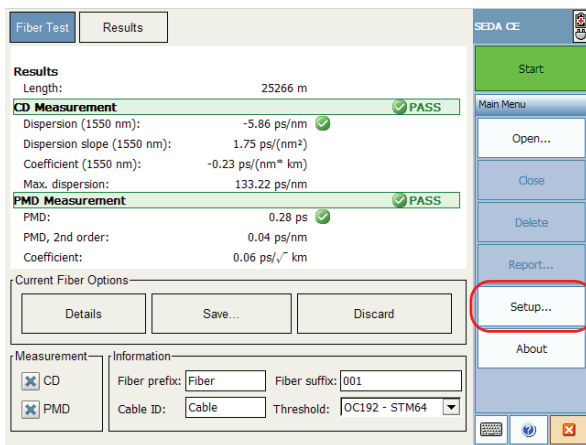 Fiber Test Results
SEDA CE
Start
Main Menu
Open...
Close
Delete
Report...
Setup...
About
Results
Length: 25266 m
CD Measurement PASS
Dispersion (1550 nm): -5.86 ps/nm
Dispersion slope (1550 nm): 1.75 ps/(nm²)
Coefficient (1550 nm): -0.23 ps/(nm* km)
Max. dispersion: 133.22 ps/nm
PMD Measurement PASS
PMD: 0.28 ps
PMD, 2nd order: 0.04 ps/nm
Coefficient: 0.06 ps/√ km
Current Fiber Options
Details Save... Discard
Measurement
CD
PMD
Information
Fiber prefix: Fiber Fiber suffix: 001
Cable ID: Cable Threshold: OC192 - STM64